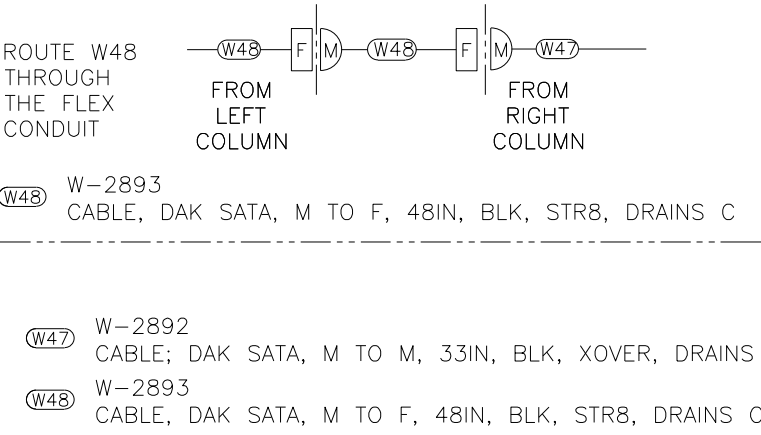 ROUTE W48
THROUGH
THE FLEX
CONDUIT
W48 F M W48 F M W47
FROM
LEFT
COLUMN
FROM
RIGHT
COLUMN
W48 W-2893
CABLE, DAK SATA, M TO F, 48IN, BLK, STR8, DRAINS C
W47 W-2892
CABLE; DAK SATA, M TO M, 33IN, BLK, XOVER, DRAINS
W48 W-2893
CABLE, DAK SATA, M TO F, 48IN, BLK, STR8, DRAINS C